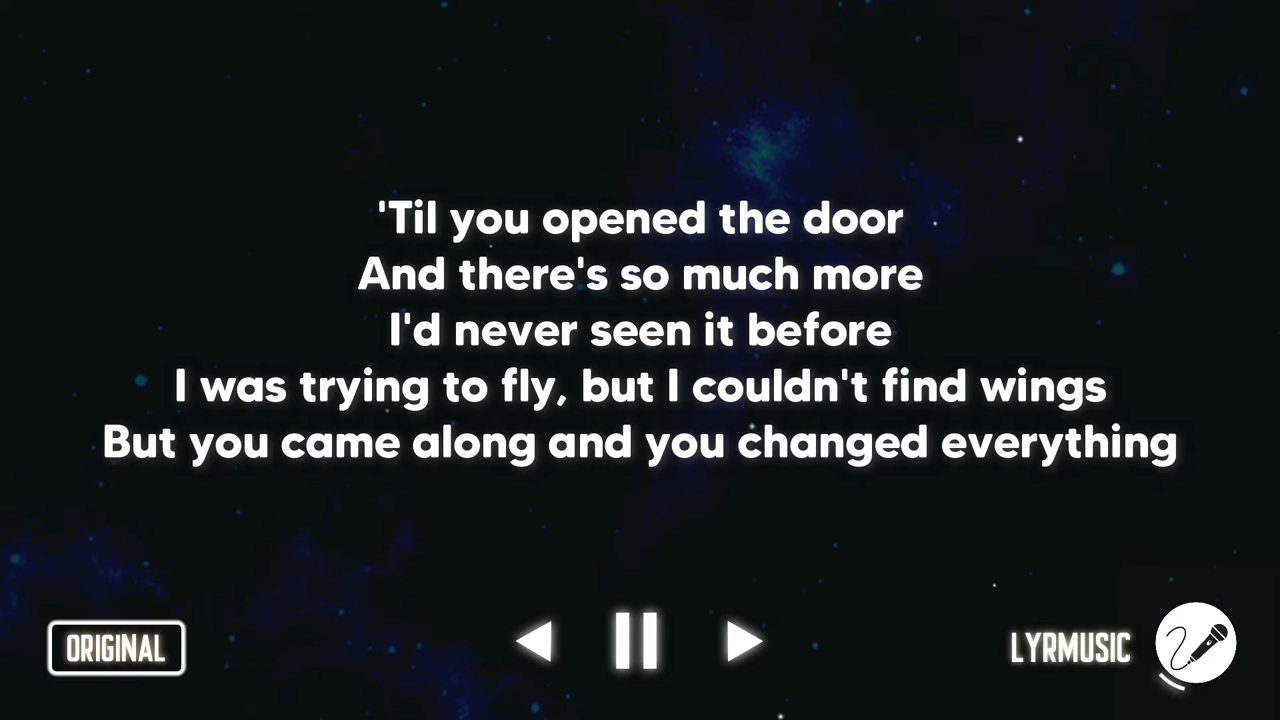 'Til you opened the door
And there's so much more
I'd never seen it before
I was trying to fly, but I couldn't find wings
But you came along and you changed everything
ORIGINAL
LYRMUSIC